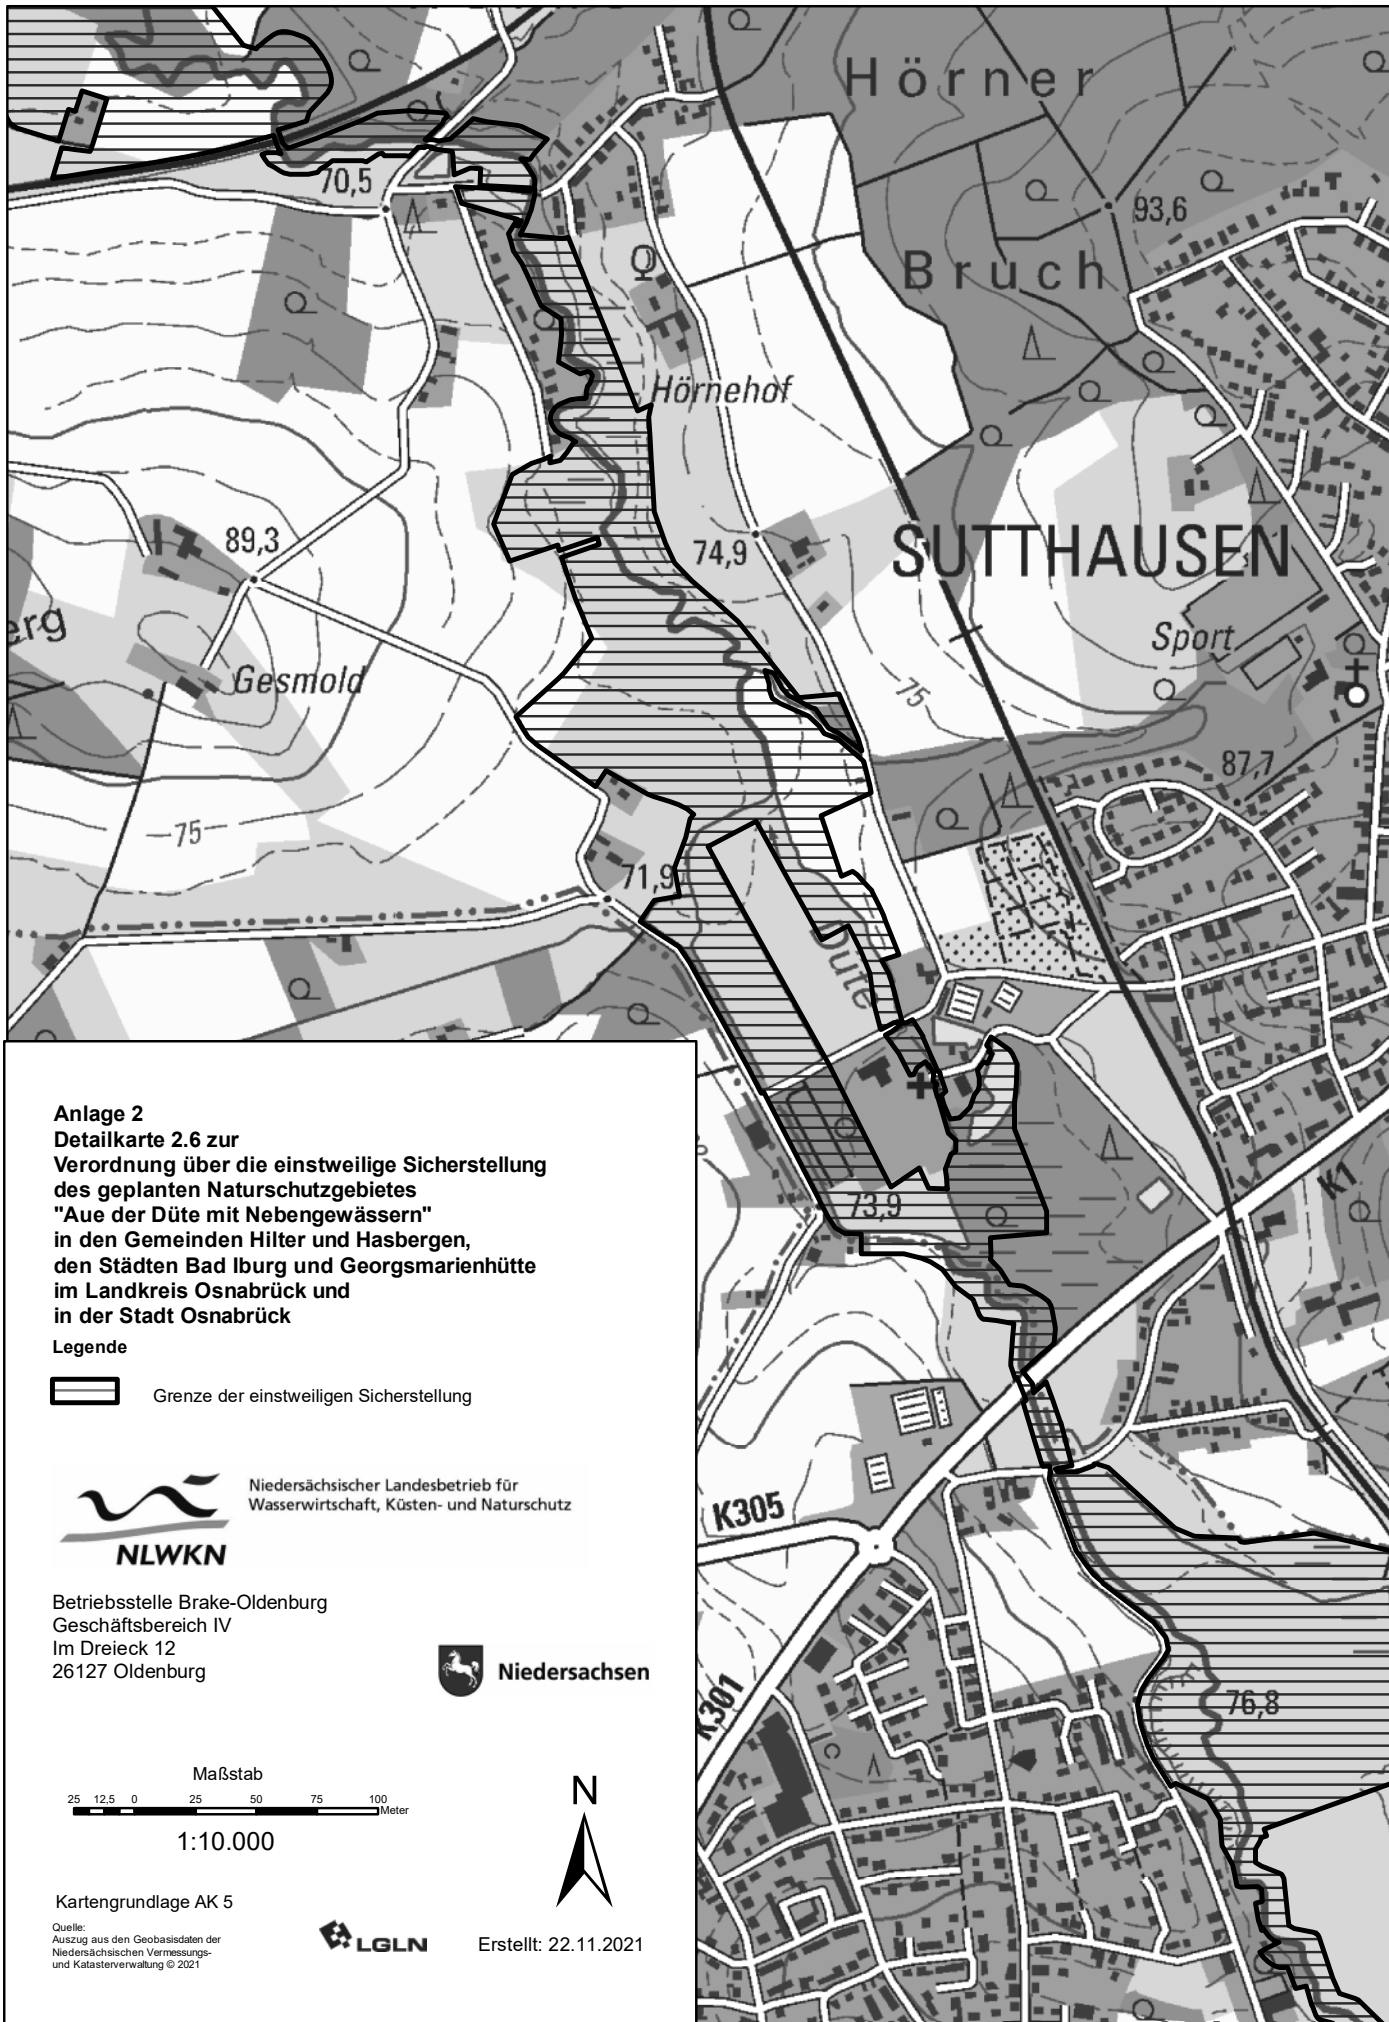 Hörner
70,5
93,6
Bruch
Hörnehof
89,3
74,9
SUTTHAUSEN
erg
Sport
Gesmold
75
87,7
75
71,9
Düte
73,9
K1
K305
K301
76,8
Anlage 2
Detailkarte 2.6 zur
Verordnung über die einstweilige Sicherstellung
des geplanten Naturschutzgebietes
"Aue der Düte mit Nebengewässern"
in den Gemeinden Hilter und Hasbergen,
den Städten Bad Iburg und Georgsmarienhütte
im Landkreis Osnabrück und
in der Stadt Osnabrück
Legende
Grenze der einstweiligen Sicherstellung
Niedersächsischer Landesbetrieb für
Wasserwirtschaft, Küsten- und Naturschutz
NLWKN
Betriebsstelle Brake-Oldenburg
Geschäftsbereich IV
Im Dreieck 12
26127 Oldenburg
Niedersachsen
Maßstab
25 12,5 0 25 50 75 100
Meter
1:10.000
N
Kartengrundlage AK 5
Quelle:
Auszug aus den Geobasisdaten der
Niedersächsischen Vermessungs-
und Katasterverwaltung © 2021
LGLN
Erstellt: 22.11.2021